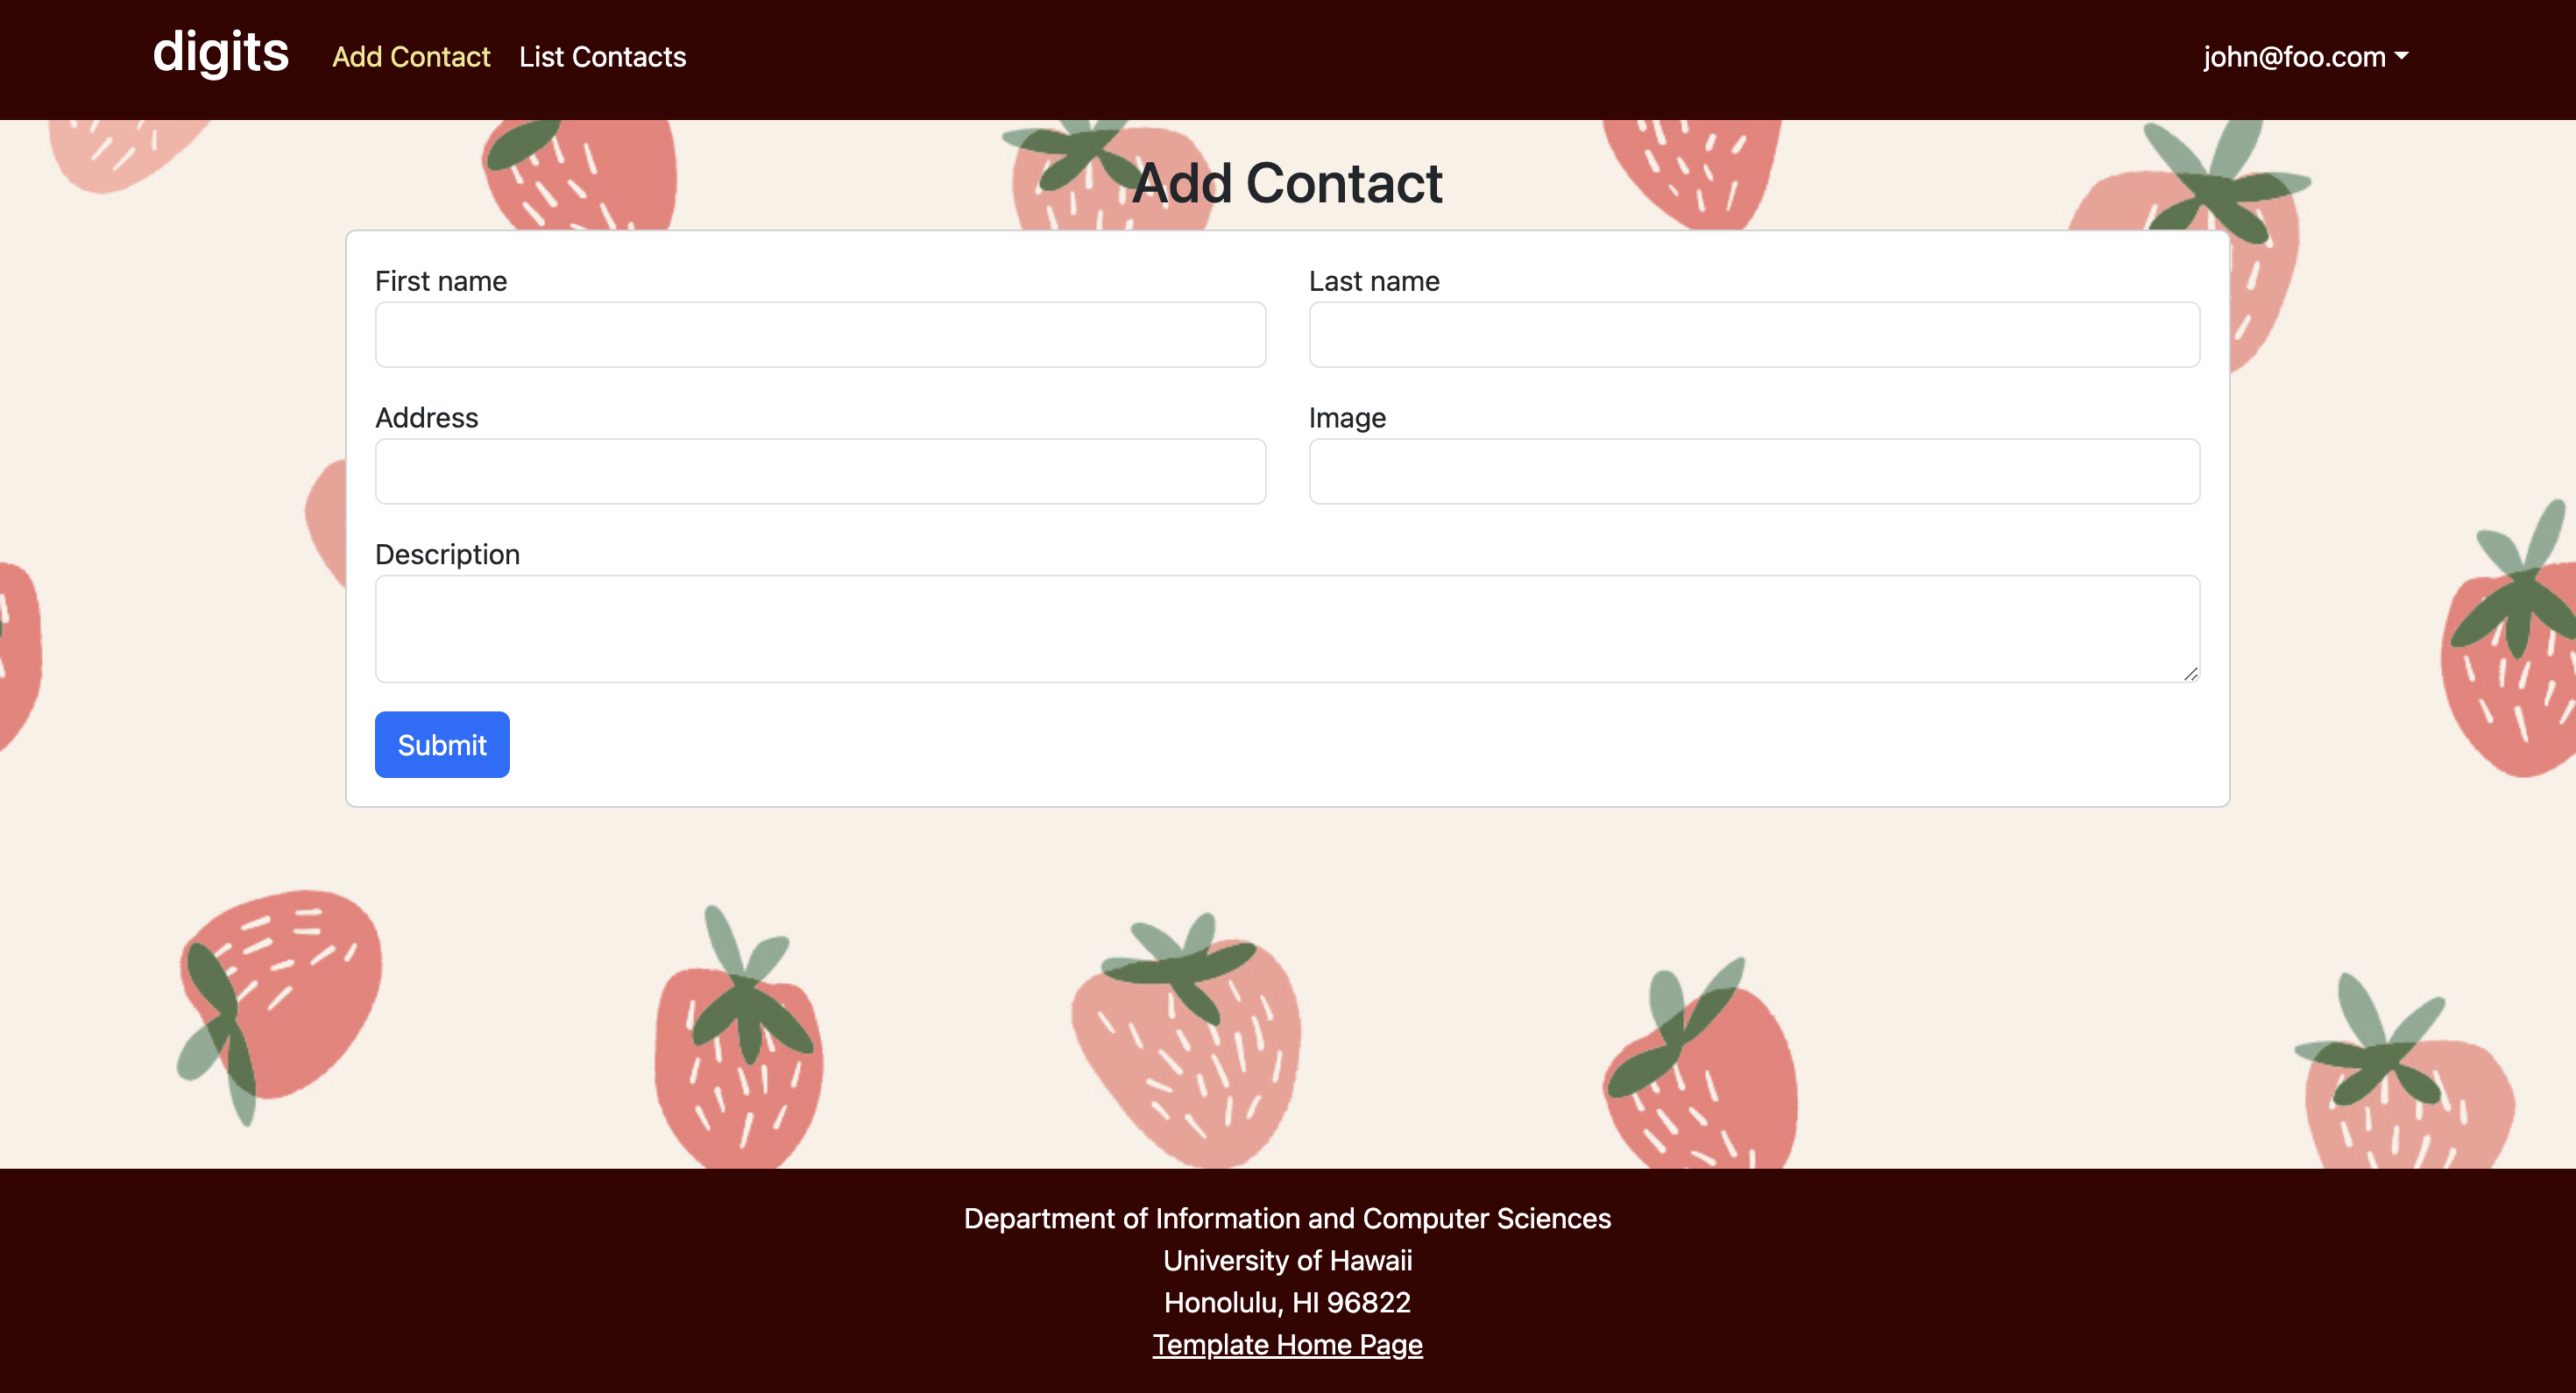 digits Add Contact List Contacts john@foo.com
Add Contact
First name Last name
Address Image
Description
Submit
Department of Information and Computer Sciences
University of Hawaii
Honolulu, HI 96822
Template Home Page